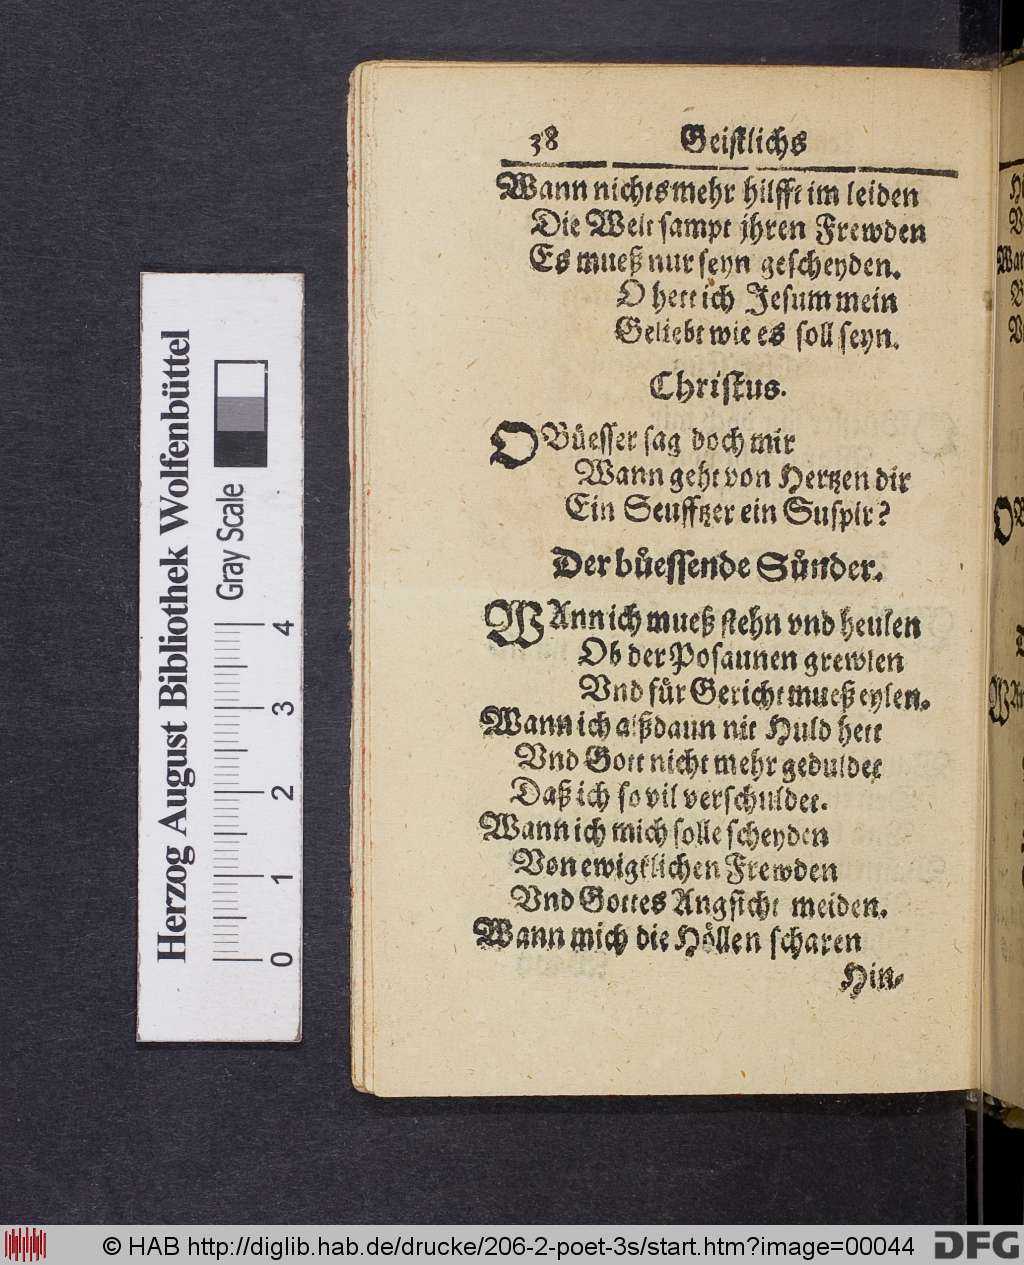 38 Geistlichs
Wann nichts mehr hilfft im leiden
Die Welt sampt jhren Frewden
Es mueß nur seyn gescheyden.
O hett ich Jesum mein
Geliebt wie es soll seyn.
Christus.
O Büesser sag doch mir
Wann geht von Hertzen dir
Ein Seufftzer ein Suspir?
Der büessende Sünder.
WAnn ich mueß stehn vnd heulen
Ob der Posaunen grewlen
Vnd für Gericht mueß eylen.
Wann ich alßdann nit Huld hett
Vnd Gott nicht mehr geduldet
Daß ich so vil verschuldet.
Wann ich mich solle scheyden
Von ewigklichen Frewden
Vnd Gottes Angsicht meiden.
Wann mich die Höllen scharen
Hin-
Herzog August Bibliothek Wolfenbüttel
Gray Scale
0 1 2 3 4
© HAB http://diglib.hab.de/drucke/206-2-poet-3s/start.htm?image=00044
DFG